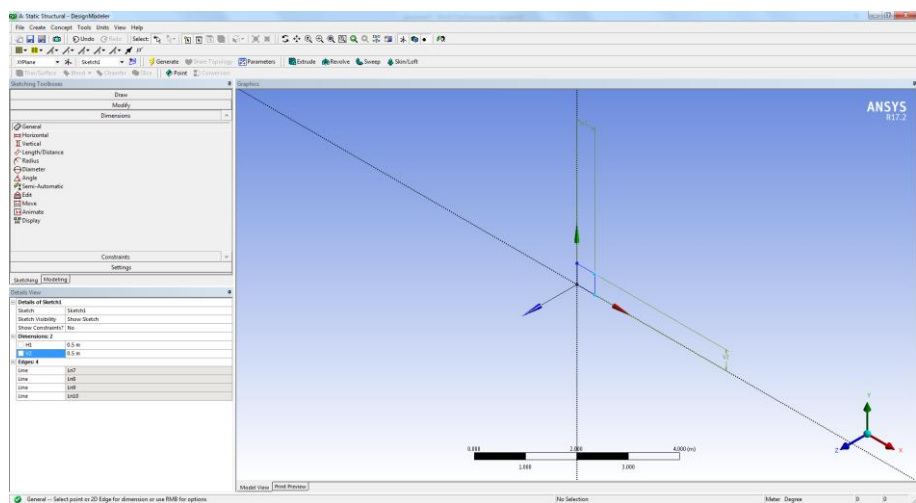 A: Static Structural - DesignModeler
File Create Concept Tools Units View Help
Undo Redo Select:
XYPlane Sketch1 Generate Share Topology Parameters Extrude Revolve Sweep Skin/Loft
Thin/Surface Blend Chamfer Slice Point Conversion
Sketching Toolboxes
Draw
Modify
Dimensions
General
Horizontal
Vertical
Length/Distance
Radius
Diameter
Angle
Semi-Automatic
Edit
Move
Animate
Display
Constraints
Settings
Sketching Modeling
Details View
Details of Sketch1
Sketch Sketch1
Sketch Visibility Show Sketch
Show Constraints? No
Dimensions: 2
H1 0.5 m
V2 0.5 m
Edges: 4
Line Ln7
Line Ln8
Line Ln9
Line Ln10
Graphics
ANSYS
R17.2
0.000 2.000 4.000 (m)
1.000 3.000
Y
Z X
Model View Print Preview
General -- Select point or 2D Edge for dimension or use RMB for options No Selection Meter Degree 0 0